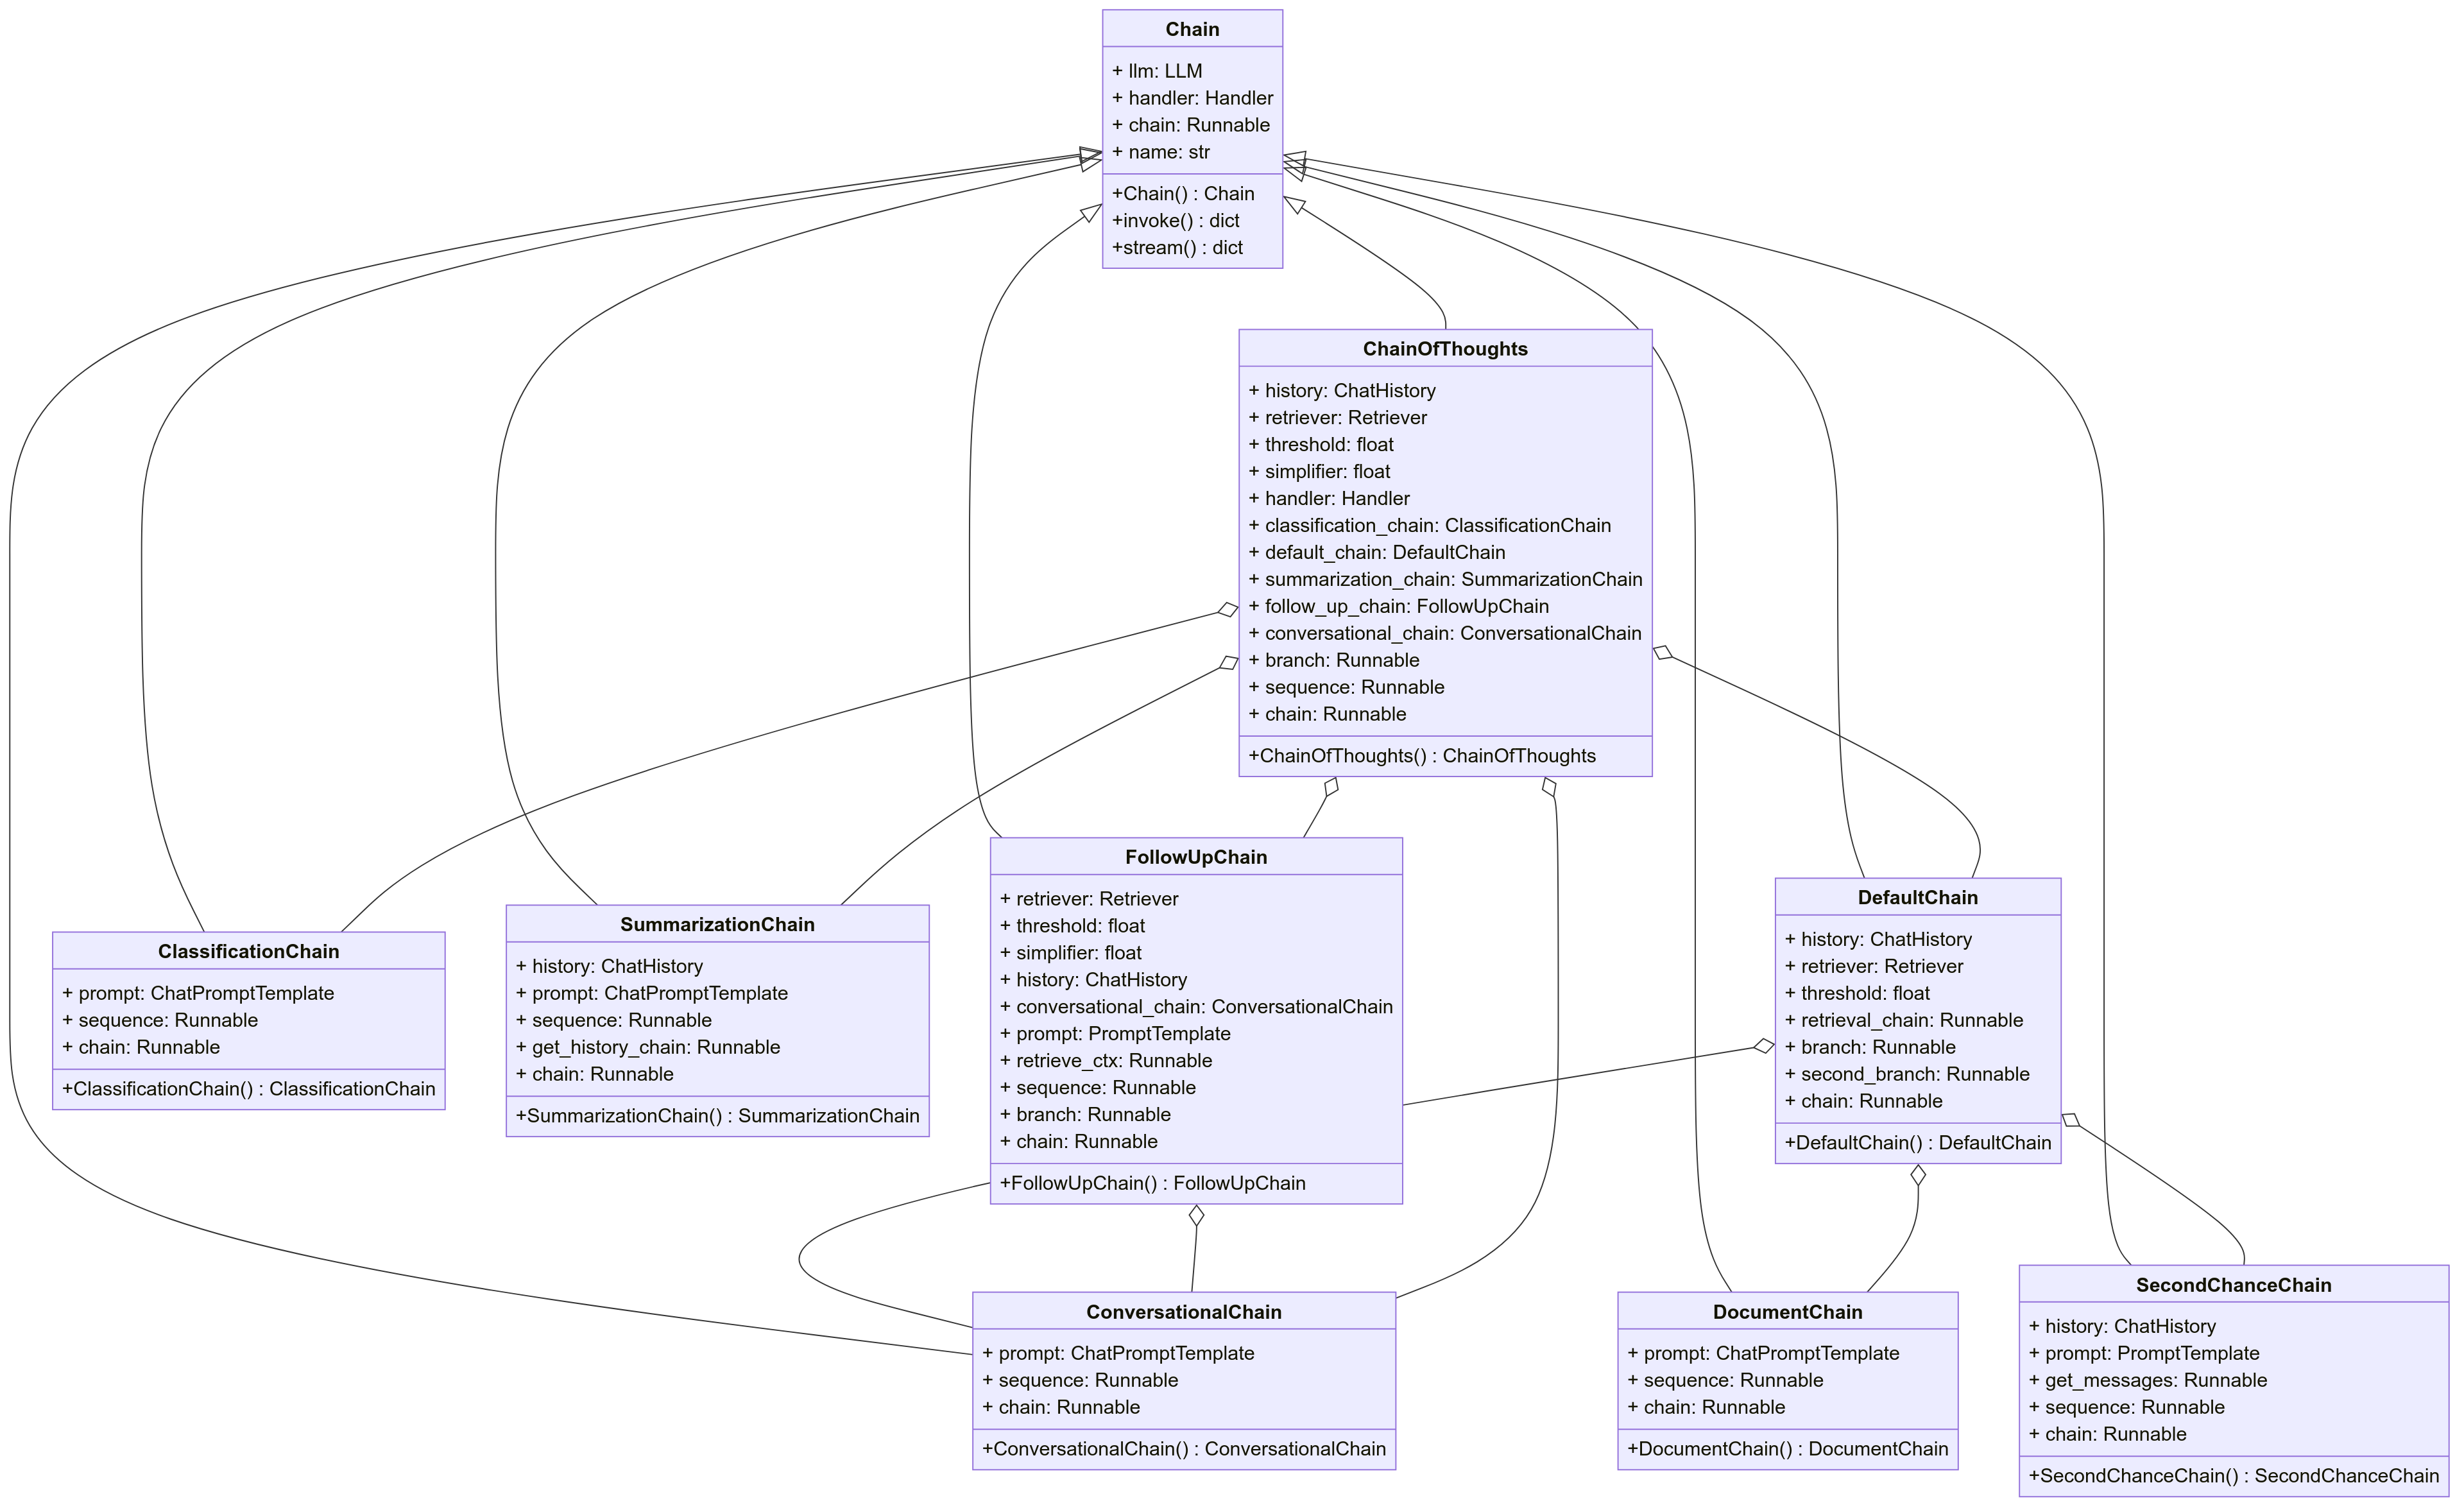 Chain
+ llm: LLM
+ handler: Handler
+ chain: Runnable
+ name: str
+Chain() : Chain
+invoke() : dict
+stream() : dict
ChainOfThoughts
+ history: ChatHistory
+ retriever: Retriever
+ threshold: float
+ simplifier: float
+ handler: Handler
+ classification_chain: ClassificationChain
+ default_chain: DefaultChain
+ summarization_chain: SummarizationChain
+ follow_up_chain: FollowUpChain
+ conversational_chain: ConversationalChain
+ branch: Runnable
+ sequence: Runnable
+ chain: Runnable
+ChainOfThoughts() : ChainOfThoughts
ClassificationChain
+ prompt: ChatPromptTemplate
+ sequence: Runnable
+ chain: Runnable
+ClassificationChain() : ClassificationChain
SummarizationChain
+ history: ChatHistory
+ prompt: ChatPromptTemplate
+ sequence: Runnable
+ get_history_chain: Runnable
+ chain: Runnable
+SummarizationChain() : SummarizationChain
FollowUpChain
+ retriever: Retriever
+ threshold: float
+ simplifier: float
+ history: ChatHistory
+ conversational_chain: ConversationalChain
+ prompt: PromptTemplate
+ retrieve_ctx: Runnable
+ sequence: Runnable
+ branch: Runnable
+ chain: Runnable
+FollowUpChain() : FollowUpChain
DefaultChain
+ history: ChatHistory
+ retriever: Retriever
+ threshold: float
+ retrieval_chain: Runnable
+ branch: Runnable
+ second_branch: Runnable
+ chain: Runnable
+DefaultChain() : DefaultChain
ConversationalChain
+ prompt: ChatPromptTemplate
+ sequence: Runnable
+ chain: Runnable
+ConversationalChain() : ConversationalChain
DocumentChain
+ prompt: ChatPromptTemplate
+ sequence: Runnable
+ chain: Runnable
+DocumentChain() : DocumentChain
SecondChanceChain
+ history: ChatHistory
+ prompt: PromptTemplate
+ get_messages: Runnable
+ sequence: Runnable
+ chain: Runnable
+SecondChanceChain() : SecondChanceChain